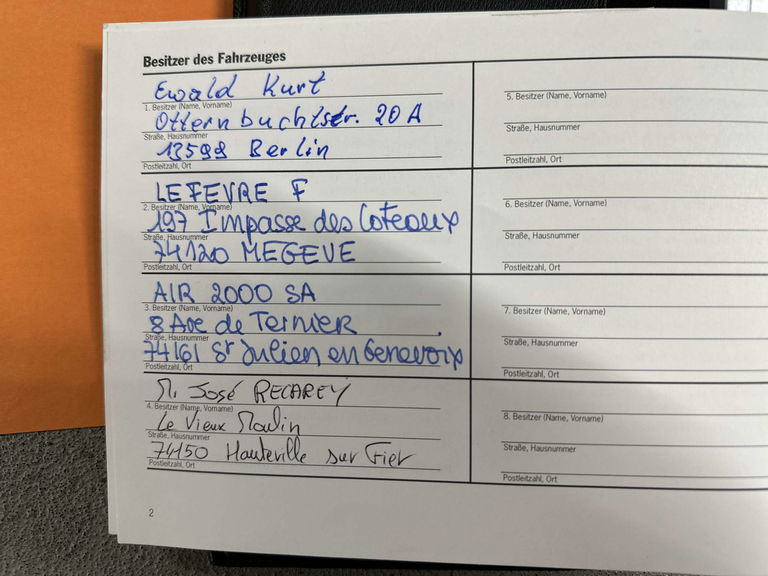 Besitzer des Fahrzeuges
Ewald Kurt
1. Besitzer (Name, Vorname)
Otternbuchtstr. 20 A
Straße, Hausnummer
13599 Berlin
Postleitzahl, Ort
LEFEVRE F
2. Besitzer (Name, Vorname)
197 Impasse des Coteaux
Straße, Hausnummer
74120 MEGEVE
Postleitzahl, Ort
AIR 2000 SA
3. Besitzer (Name, Vorname)
8 Ave de Ternier
Straße, Hausnummer
74161 St Julien en Genevoix
Postleitzahl, Ort
M. José RECAREY
4. Besitzer (Name, Vorname)
Le Vieux Moulin
Straße, Hausnummer
74150 Hauteville sur Fier
Postleitzahl, Ort
2
5. Besitzer (Name, Vorname)
Straße, Hausnummer
Postleitzahl, Ort
6. Besitzer (Name, Vorname)
Straße, Hausnummer
Postleitzahl, Ort
7. Besitzer (Name, Vorname)
Straße, Hausnummer
Postleitzahl, Ort
8. Besitzer (Name, Vorname)
Straße, Hausnummer
Postleitzahl, Ort